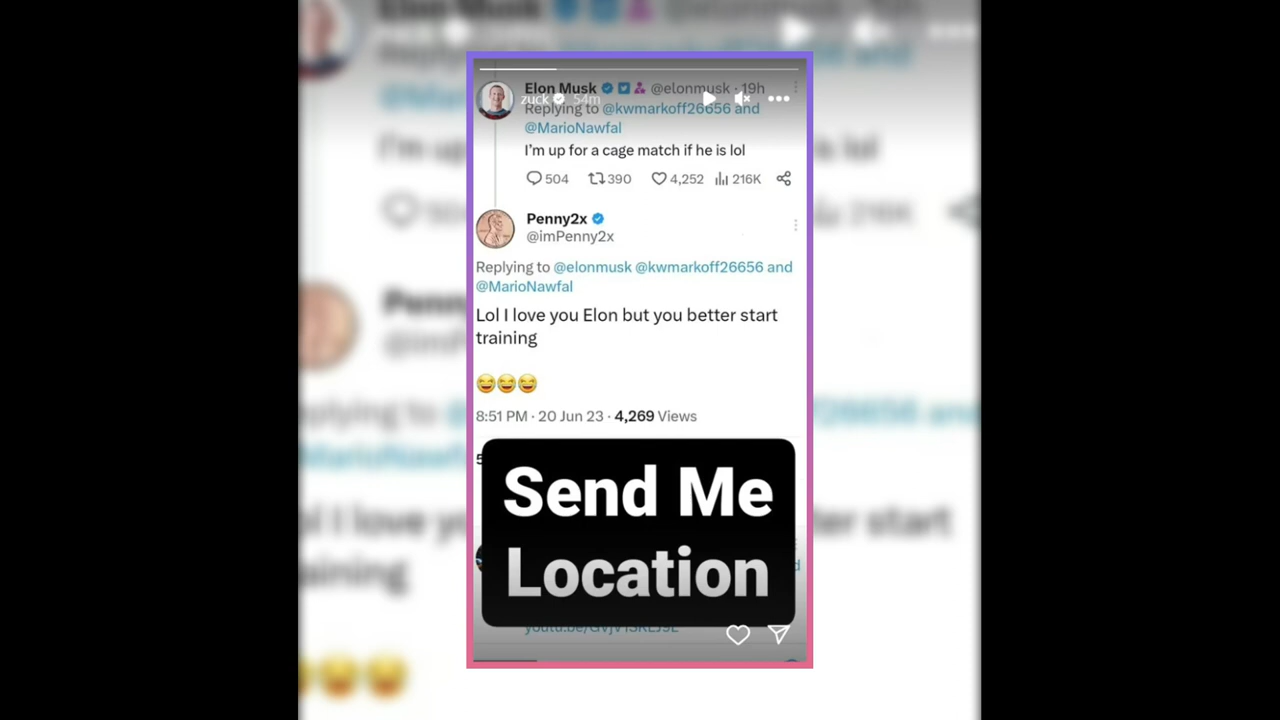 Elon Musk @elonmusk · 19h
zuck 54m
Replying to @kwmarkoff26656 and
@MarioNawfal
I'm up for a cage match if he is lol
504 390 4,252 216K
Penny2x
@imPenny2x
Replying to @elonmusk @kwmarkoff26656 and
@MarioNawfal
Lol I love you Elon but you better start
training
😆😆😆
8:51 PM · 20 Jun 23 · 4,269 Views
Send Me
Location